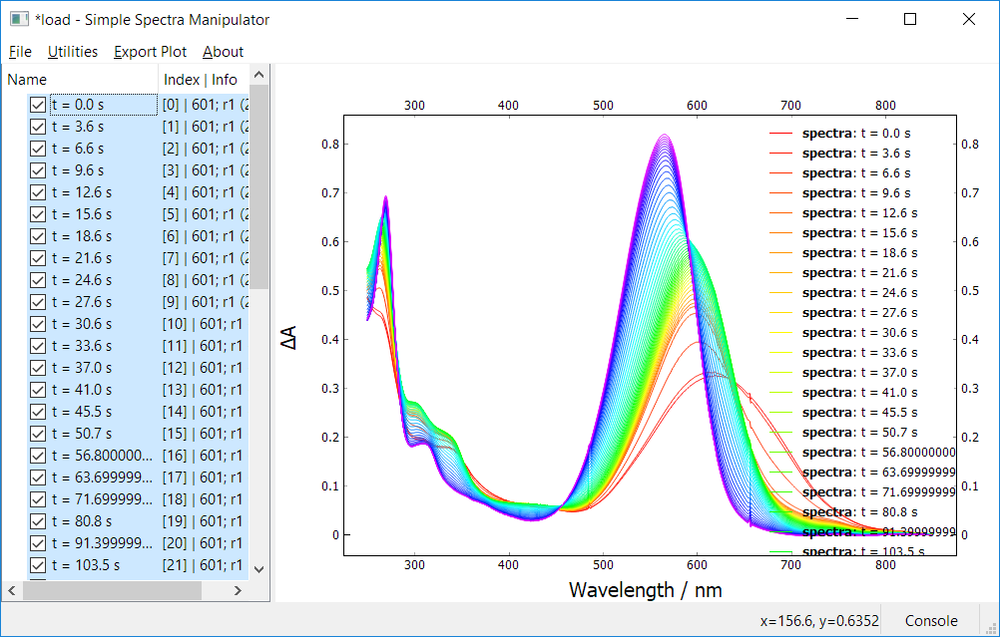 *load - Simple Spectra Manipulator
File Utilities Export Plot About
Name Index | Info
t = 0.0 s [0] | 601; r1 (2
t = 3.6 s [1] | 601; r1 (2
t = 6.6 s [2] | 601; r1 (2
t = 9.6 s [3] | 601; r1 (2
t = 12.6 s [4] | 601; r1 (2
t = 15.6 s [5] | 601; r1 (2
t = 18.6 s [6] | 601; r1 (2
t = 21.6 s [7] | 601; r1 (2
t = 24.6 s [8] | 601; r1 (2
t = 27.6 s [9] | 601; r1 (2
t = 30.6 s [10] | 601; r1
t = 33.6 s [11] | 601; r1
t = 37.0 s [12] | 601; r1
t = 41.0 s [13] | 601; r1
t = 45.5 s [14] | 601; r1
t = 50.7 s [15] | 601; r1
t = 56.800000... [16] | 601; r1
t = 63.699999... [17] | 601; r1
t = 71.699999... [18] | 601; r1
t = 80.8 s [19] | 601; r1
t = 91.399999... [20] | 601; r1
t = 103.5 s [21] | 601; r1
300 400 500 600 700 800
0.8
0.7
0.6
0.5
0.4
0.3
0.2
0.1
0
ΔA
spectra: t = 0.0 s
spectra: t = 3.6 s
spectra: t = 6.6 s
spectra: t = 9.6 s
spectra: t = 12.6 s
spectra: t = 15.6 s
spectra: t = 18.6 s
spectra: t = 21.6 s
spectra: t = 24.6 s
spectra: t = 27.6 s
spectra: t = 30.6 s
spectra: t = 33.6 s
spectra: t = 37.0 s
spectra: t = 41.0 s
spectra: t = 45.5 s
spectra: t = 50.7 s
spectra: t = 56.80000000
spectra: t = 63.69999999
spectra: t = 71.69999999
spectra: t = 80.8 s
spectra: t = 91.39999999
spectra: t = 103.5 s
0.8
0.7
0.6
0.5
0.4
0.3
0.2
0.1
0
300 400 500 600 700 800
Wavelength / nm
x=156.6, y=0.6352 Console